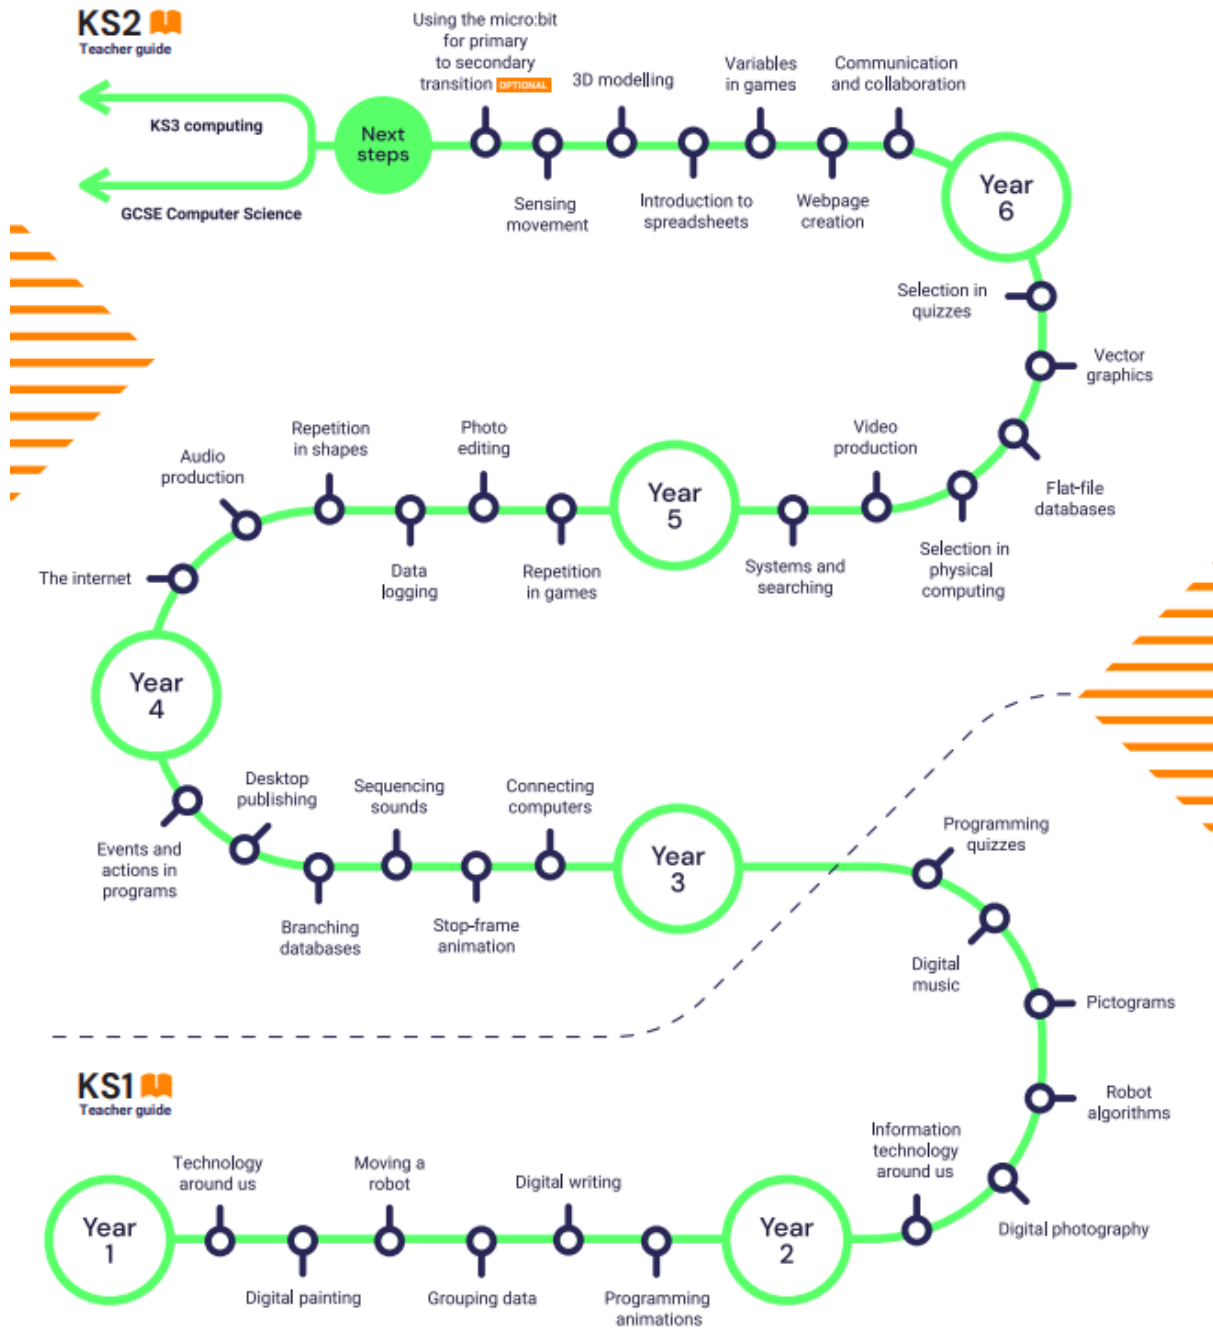 KS2
Teacher guide
Using the micro:bit
for primary
to secondary
transition OPTIONAL
3D modelling
Variables
in games
Communication
and collaboration
KS3 computing
Next
steps
GCSE Computer Science
Sensing
movement
Introduction to
spreadsheets
Webpage
creation
Year
6
Selection in
quizzes
Vector
graphics
Flat-file
databases
Video
production
Selection in
physical
computing
Systems and
searching
Year
5
Photo
editing
Repetition
in games
Repetition
in shapes
Data
logging
Audio
production
The internet
Year
4
Events and
actions in
programs
Desktop
publishing
Branching
databases
Sequencing
sounds
Stop-frame
animation
Connecting
computers
Year
3
Programming
quizzes
Digital
music
Pictograms
Robot
algorithms
KS1
Teacher guide
Year
1
Technology
around us
Digital painting
Moving a
robot
Grouping data
Digital writing
Programming
animations
Year
2
Information
technology
around us
Digital photography